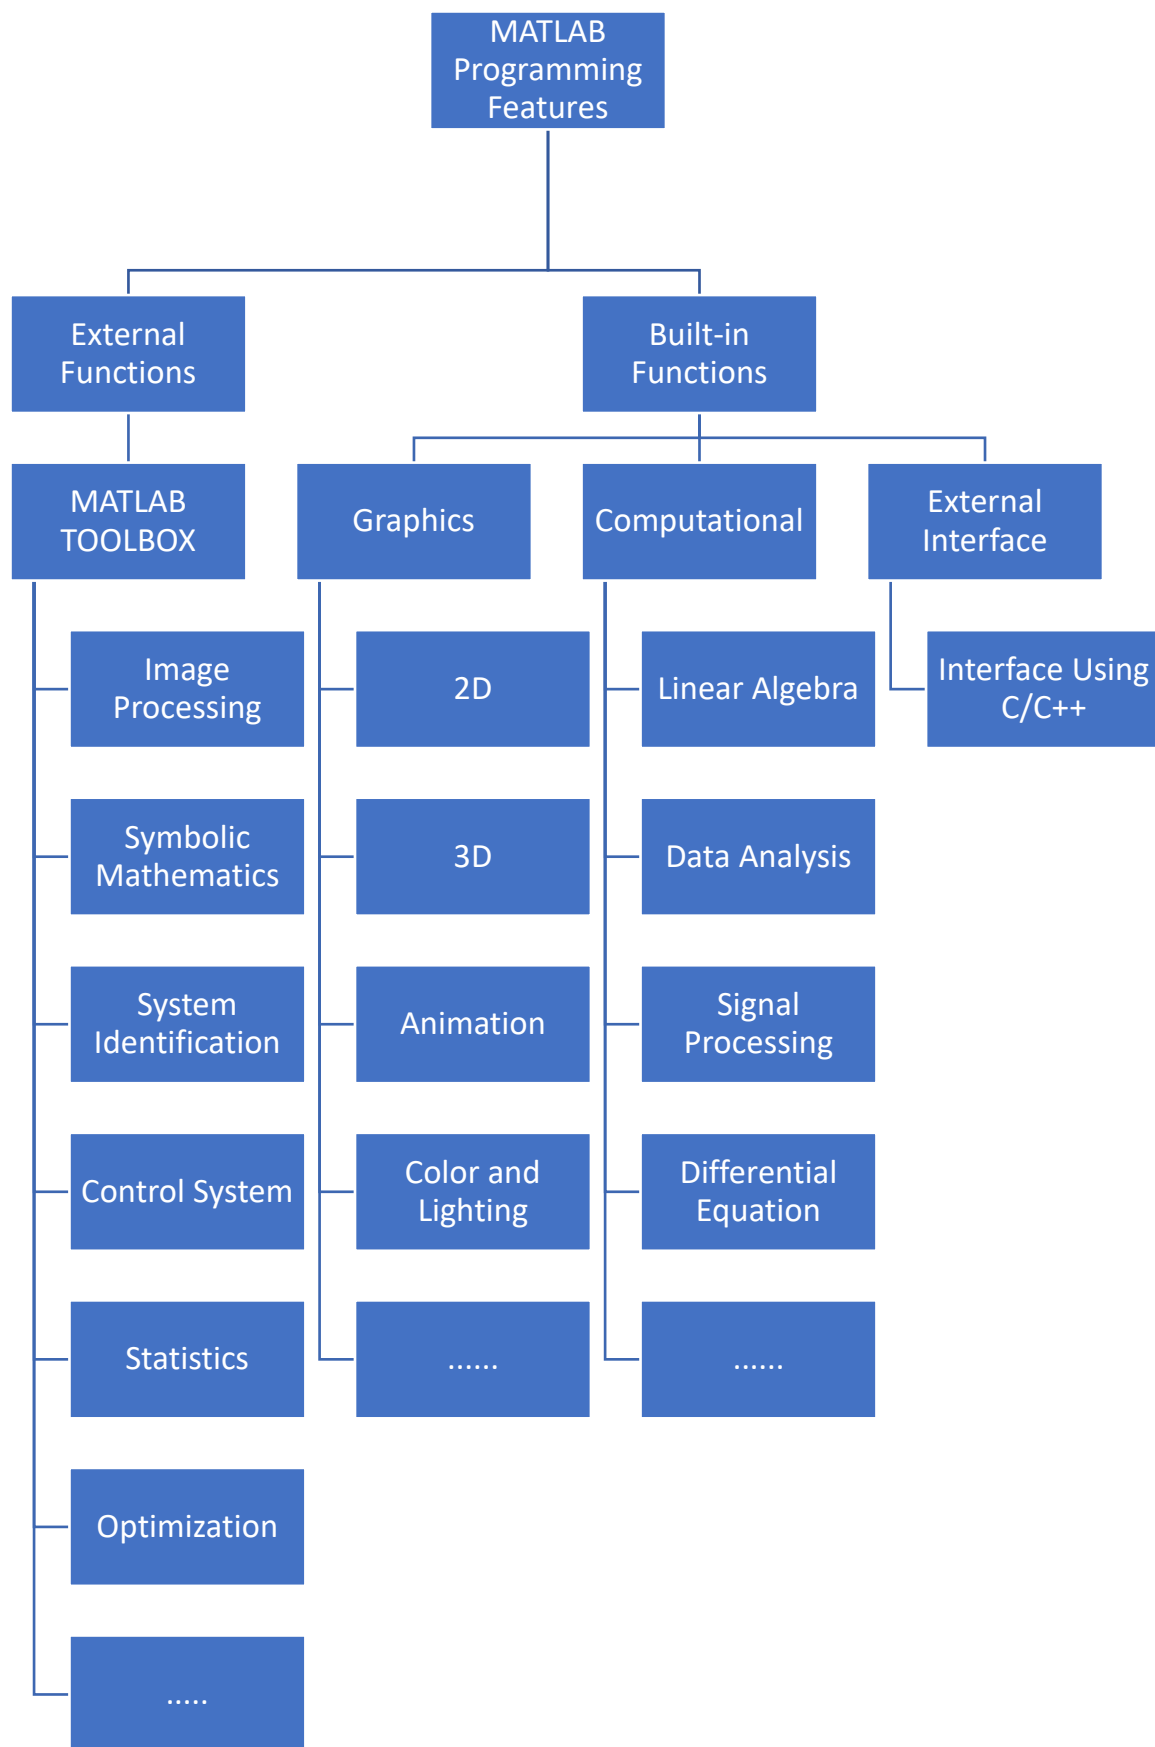 MATLAB
Programming
Features
External
Functions
Built-in
Functions
MATLAB
TOOLBOX
Graphics
Computational
External
Interface
Image
Processing
2D
Linear Algebra
Interface Using
C/C++
Symbolic
Mathematics
3D
Data Analysis
System
Identification
Animation
Signal
Processing
Control System
Color and
Lighting
Differential
Equation
Statistics
......
......
Optimization
.....